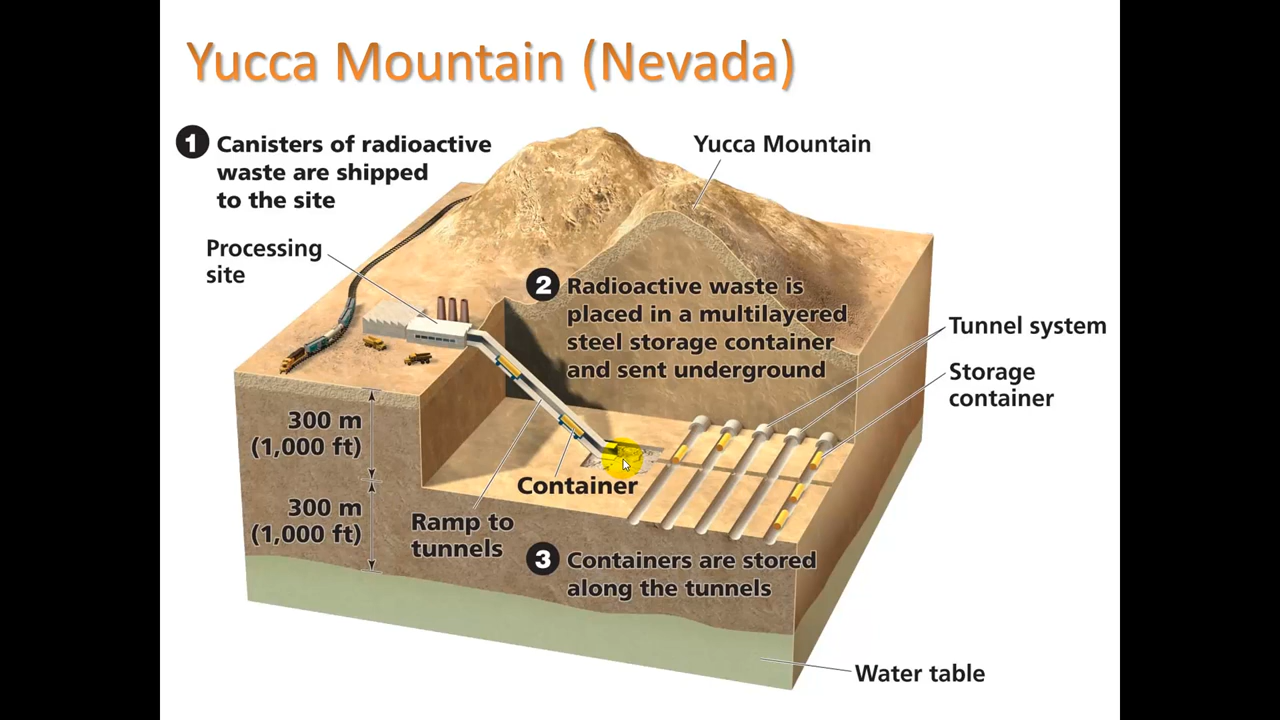 Yucca Mountain (Nevada)
1 Canisters of radioactive
waste are shipped
to the site
Yucca Mountain
Processing
site
2 Radioactive waste is
placed in a multilayered
steel storage container
and sent underground
Tunnel system
Storage
container
300 m
(1,000 ft)
Container
300 m
(1,000 ft)
Ramp to
tunnels
3 Containers are stored
along the tunnels
Water table